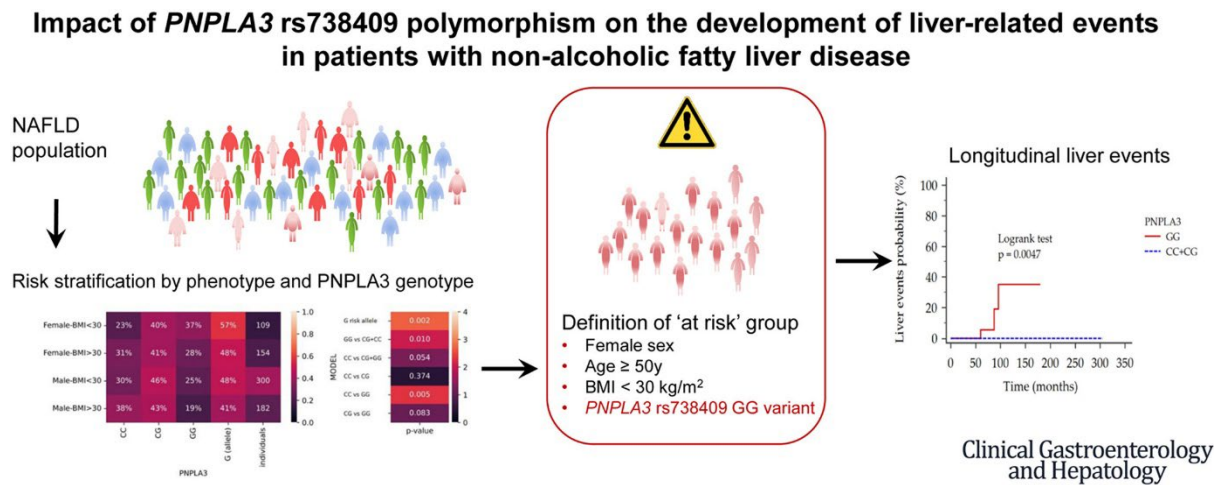 Impact of PNPLA3 rs738409 polymorphism on the development of liver-related events
in patients with non-alcoholic fatty liver disease
NAFLD
population
Risk stratification by phenotype and PNPLA3 genotype
Female-BMI<30 23% 40% 37% 57% 109
Female-BMI>30 31% 41% 28% 48% 154
Male-BMI<30 30% 46% 25% 48% 300
Male-BMI>30 38% 43% 19% 41% 182
CC CG GG G (allele) individuals
PNPLA3
1.0
0.8
0.6
0.4
0.2
0.0
MODEL
G risk allele 0.002
GG vs CG+CC 0.010
CC vs CG+GG 0.054
CC vs CG 0.374
CC vs GG 0.005
CG vs GG 0.083
p-value
4
3
2
1
0
Definition of ‘at risk’ group
• Female sex
• Age ≥ 50y
• BMI < 30 kg/m²
• PNPLA3 rs738409 GG variant
Longitudinal liver events
Liver events probability (%)
100
80
60
40
20
0
0 50 100 150 200 250 300 350
Time (months)
Logrank test
p = 0.0047
PNPLA3
GG
CC+CG
Clinical Gastroenterology
and Hepatology